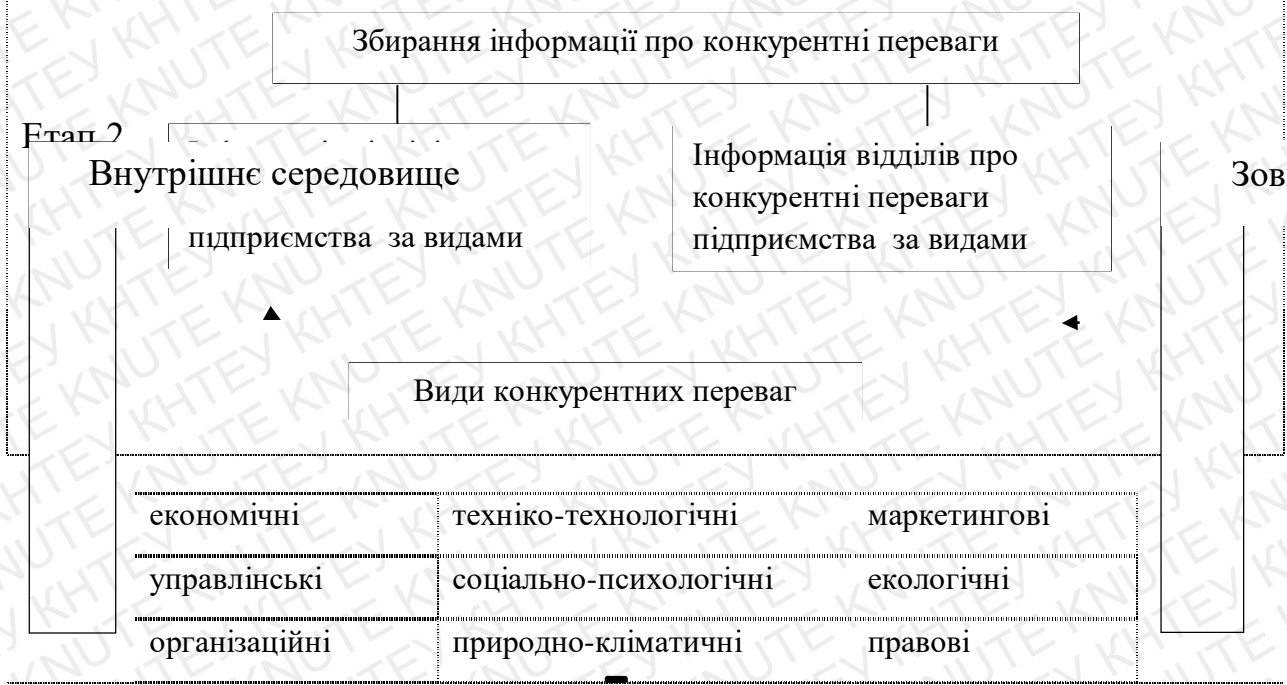 Збирання інформації про конкурентні переваги
Етап 2
Внутрішнє середовище
підприємства за видами
Інформація відділів про
конкурентні переваги
підприємства за видами
Зов
Види конкурентних переваг
економічні техніко-технологічні маркетингові
управлінські соціально-психологічні екологічні
організаційні природно-кліматичні правові